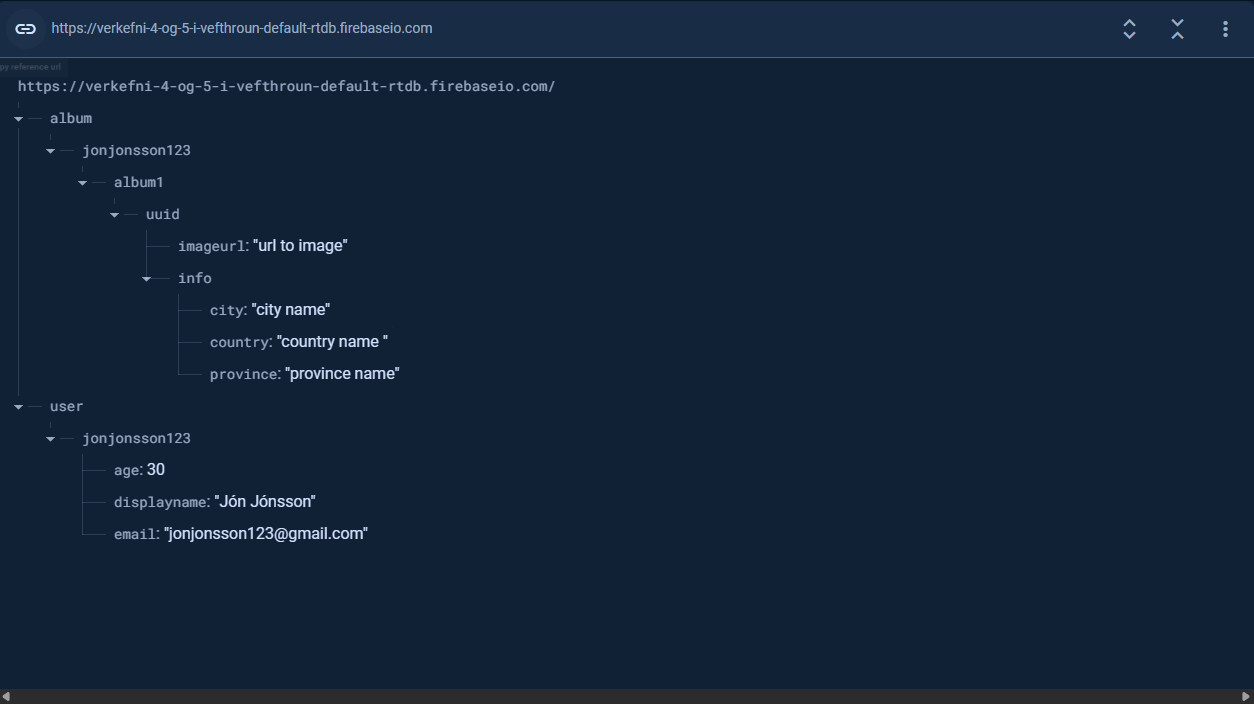 https://verkefni-4-og-5-i-vefthroun-default-rtdb.firebaseio.com
py reference url
https://verkefni-4-og-5-i-vefthroun-default-rtdb.firebaseio.com/
album
jonjonsson123
album1
uuid
imageurl: "url to image"
info
city: "city name"
country: "country name "
province: "province name"
user
jonjonsson123
age: 30
displayname: "Jón Jónsson"
email: "jonjonsson123@gmail.com"